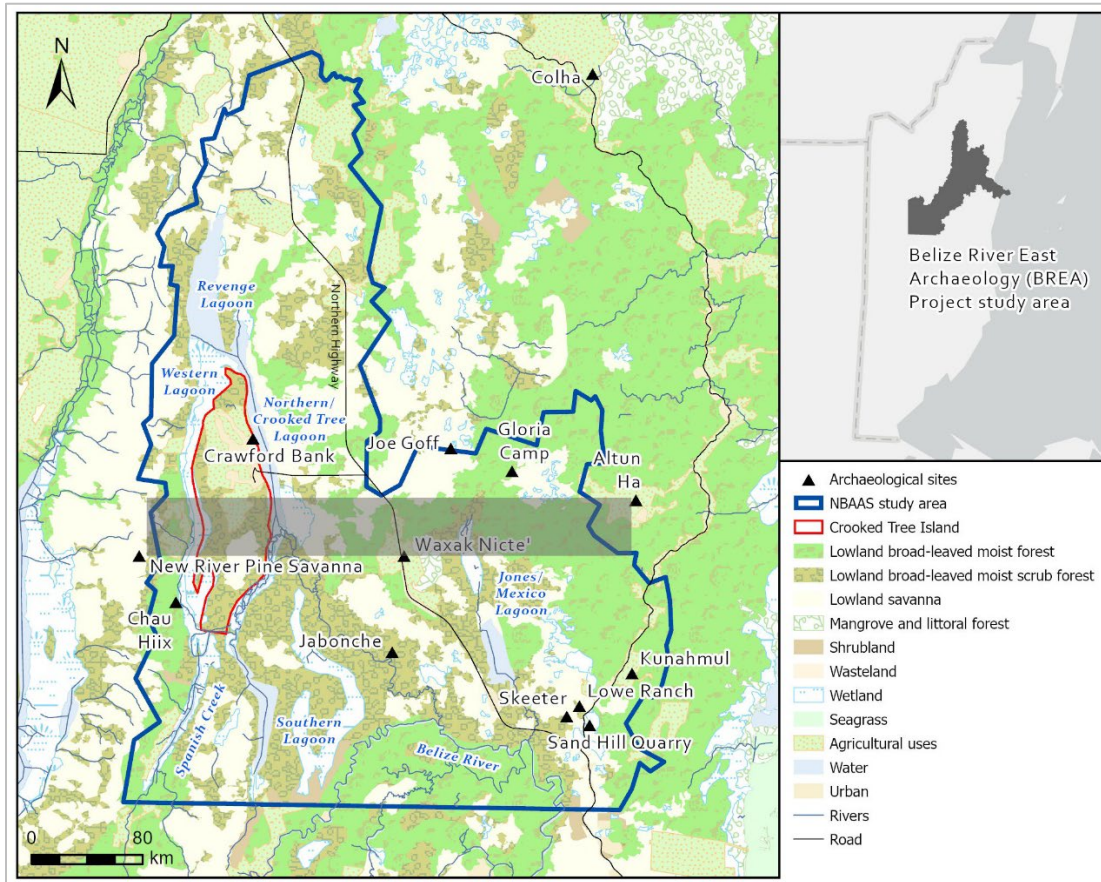 N
Colha
Revenge
Lagoon
Northern Highway
Western
Lagoon
Northern/
Crooked Tree
Lagoon
Crawford Bank
Joe Goff
Gloria
Camp
Altun
Ha
New River Pine Savanna
Waxak Nicte'
Chau
Hiix
Jones/
Mexico
Lagoon
Jabonche
Kunahmul
Skeeter
Lowe Ranch
Sand Hill Quarry
Spanish Creek
Southern
Lagoon
Belize River
0
80
km
Belize River East
Archaeology (BREA)
Project study area
Archaeological sites
NBAAS study area
Crooked Tree Island
Lowland broad-leaved moist forest
Lowland broad-leaved moist scrub forest
Lowland savanna
Mangrove and littoral forest
Shrubland
Wasteland
Wetland
Seagrass
Agricultural uses
Water
Urban
Rivers
Road